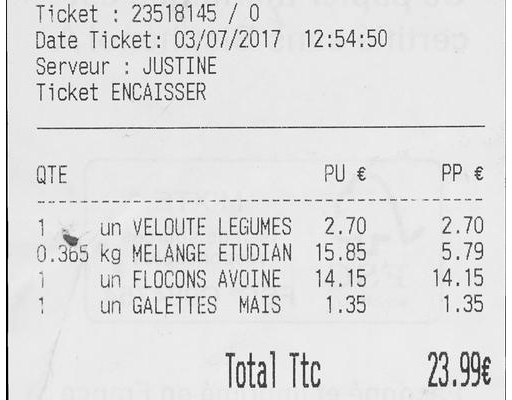 Ticket : 23518145 / 0
Date Ticket: 03/07/2017 12:54:50
Serveur : JUSTINE
Ticket ENCAISSER
QTE PU € PP €
1 un VELOUTE LEGUMES 2.70 2.70
0.365 kg MELANGE ETUDIAN 15.85 5.79
1 un FLOCONS AVOINE 14.15 14.15
1 un GALETTES MAIS 1.35 1.35
Total Ttc 23.99€